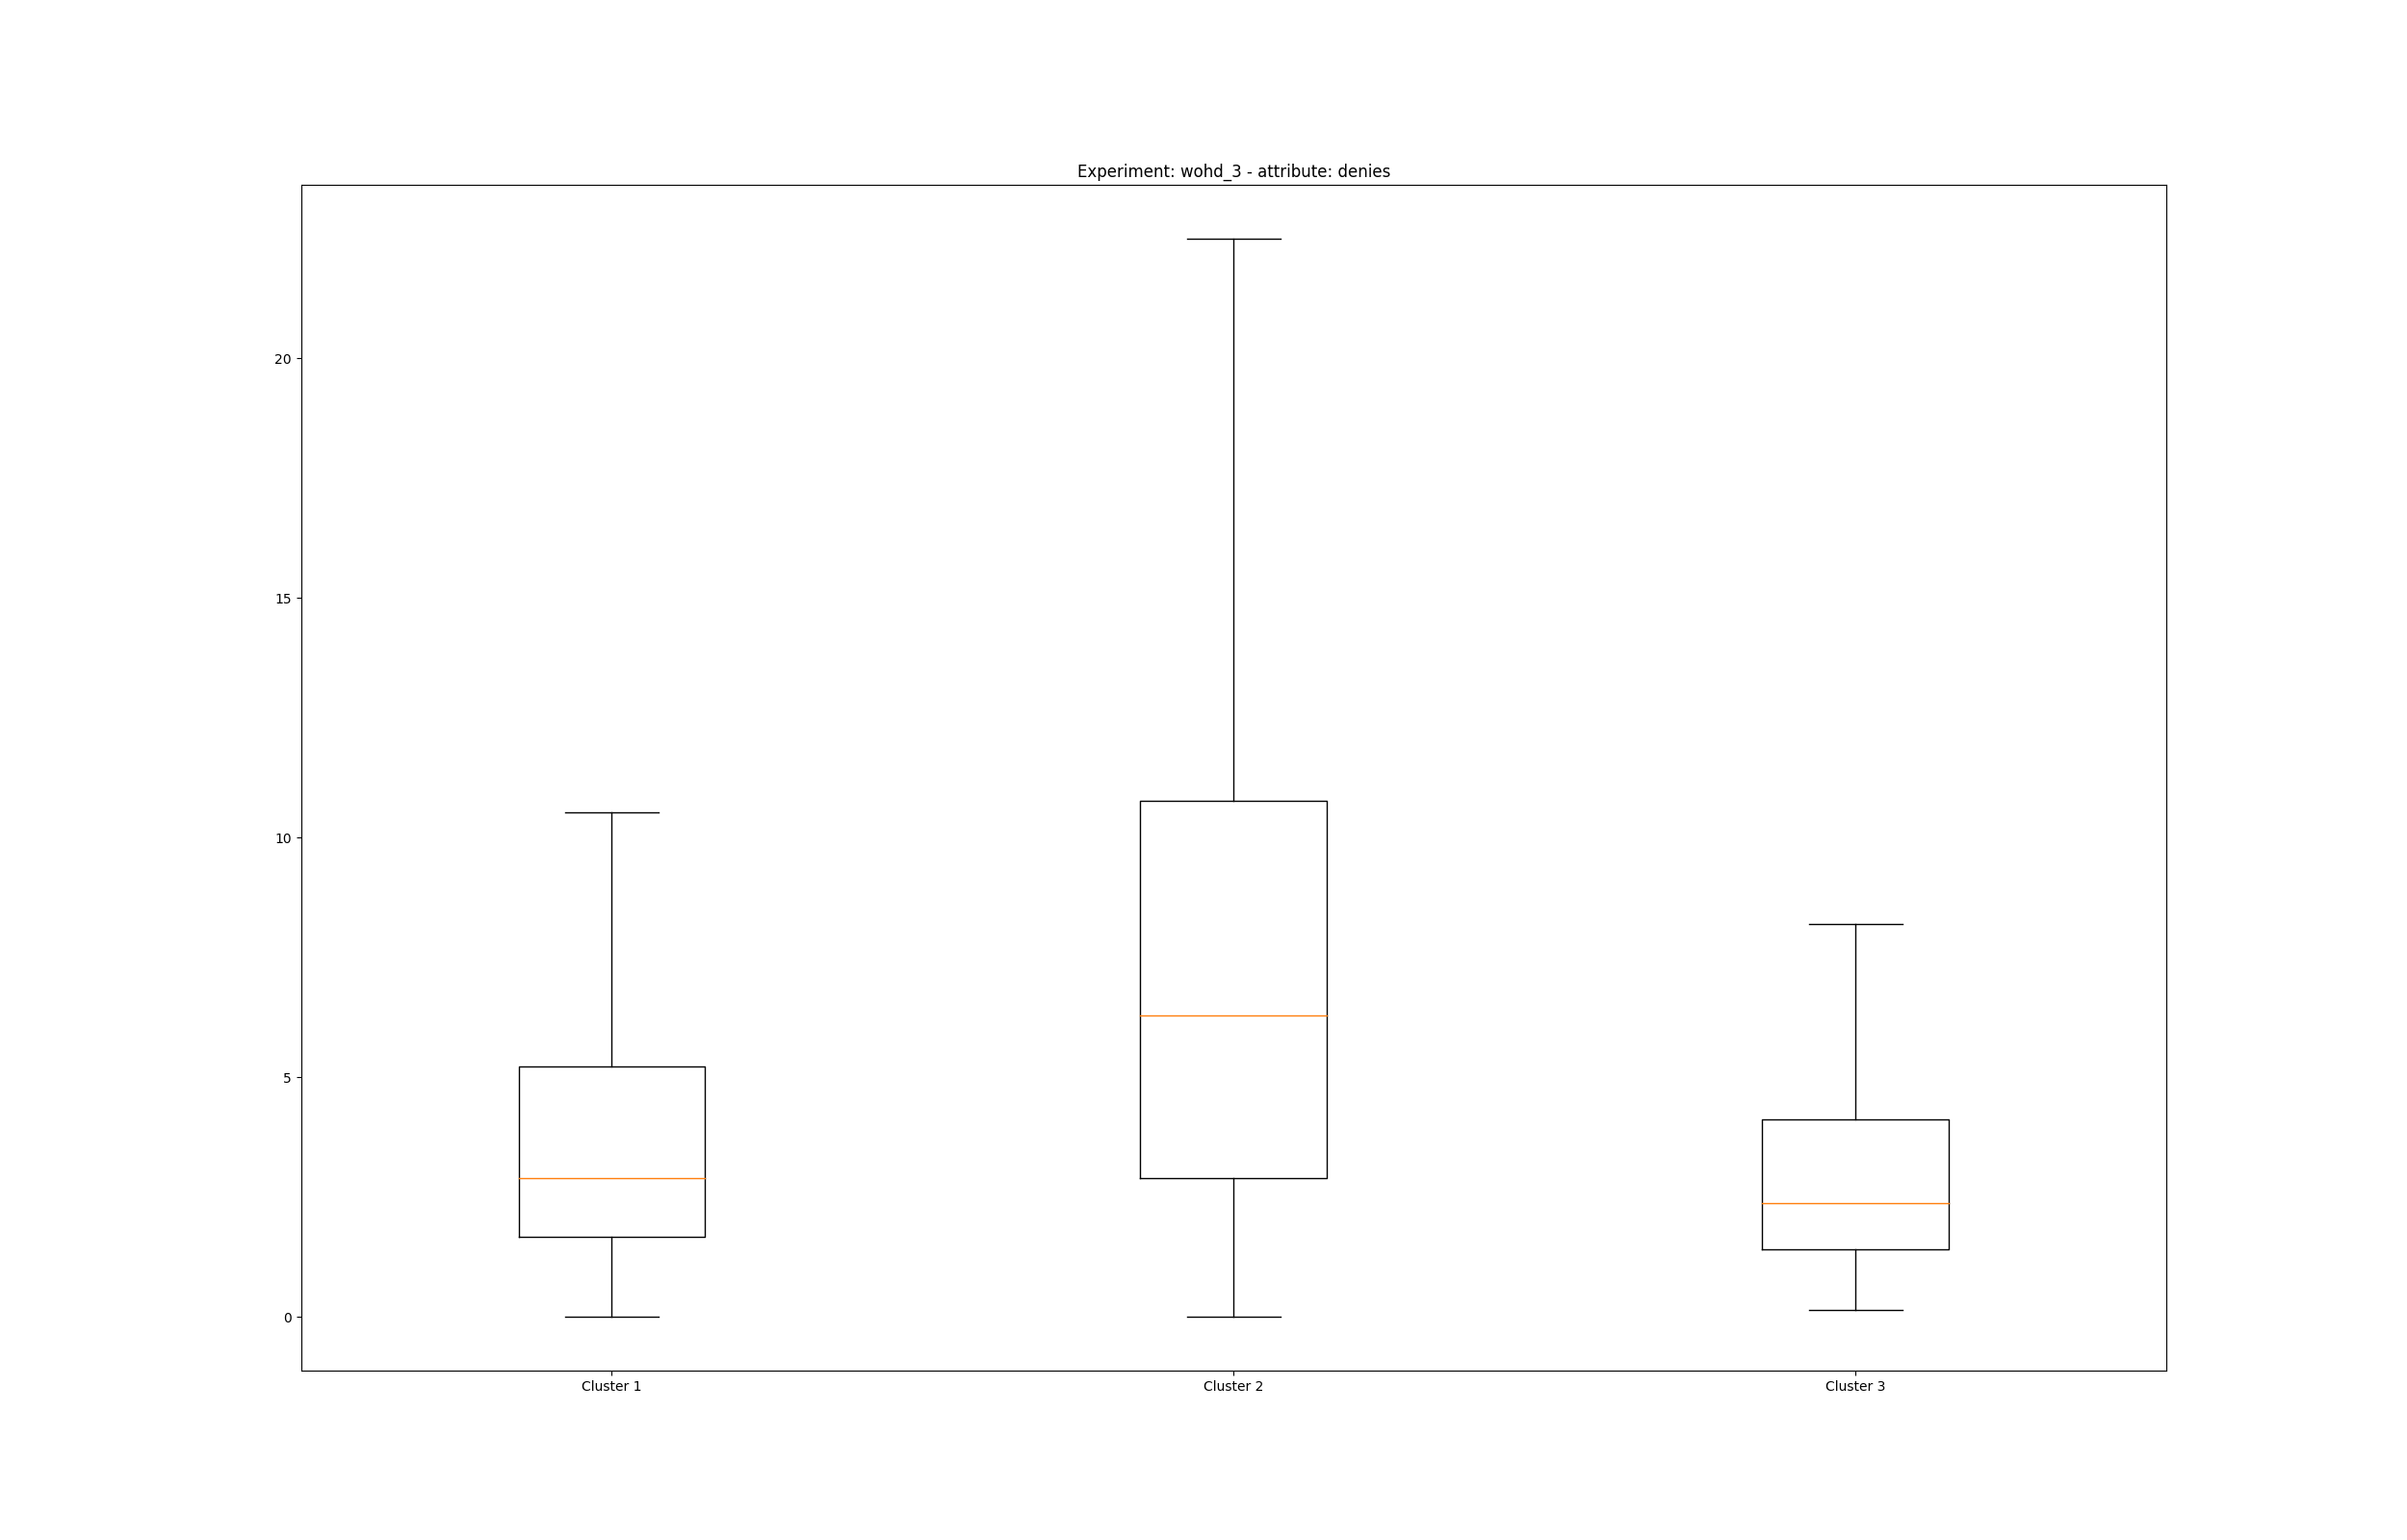 Experiment: wohd_3 - attribute: denies
20
15
10
5
0
Cluster 1
Cluster 2
Cluster 3